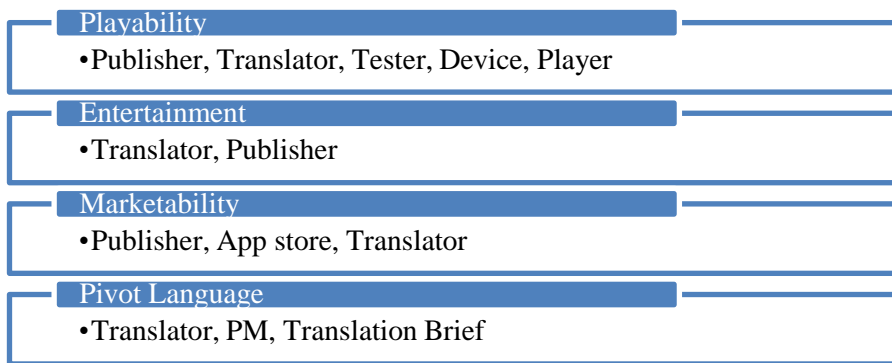 Playability
•Publisher, Translator, Tester, Device, Player
Entertainment
•Translator, Publisher
Marketability
•Publisher, App store, Translator
Pivot Language
•Translator, PM, Translation Brief